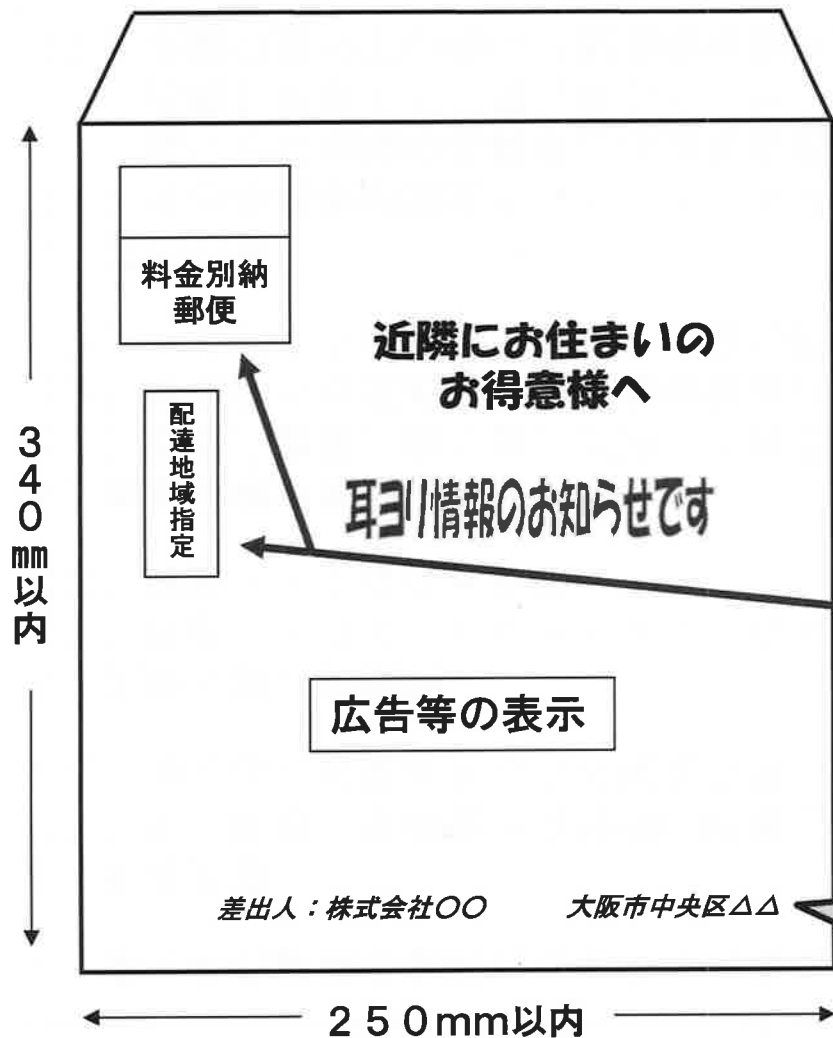 料金別納
郵便
近隣にお住まいの
お得意様へ
配達地域指定
耳ヨリ情報のお知らせです
340mm以内
広告等の表示
差出人：株式会社〇〇 大阪市中央区△△
250mm以内